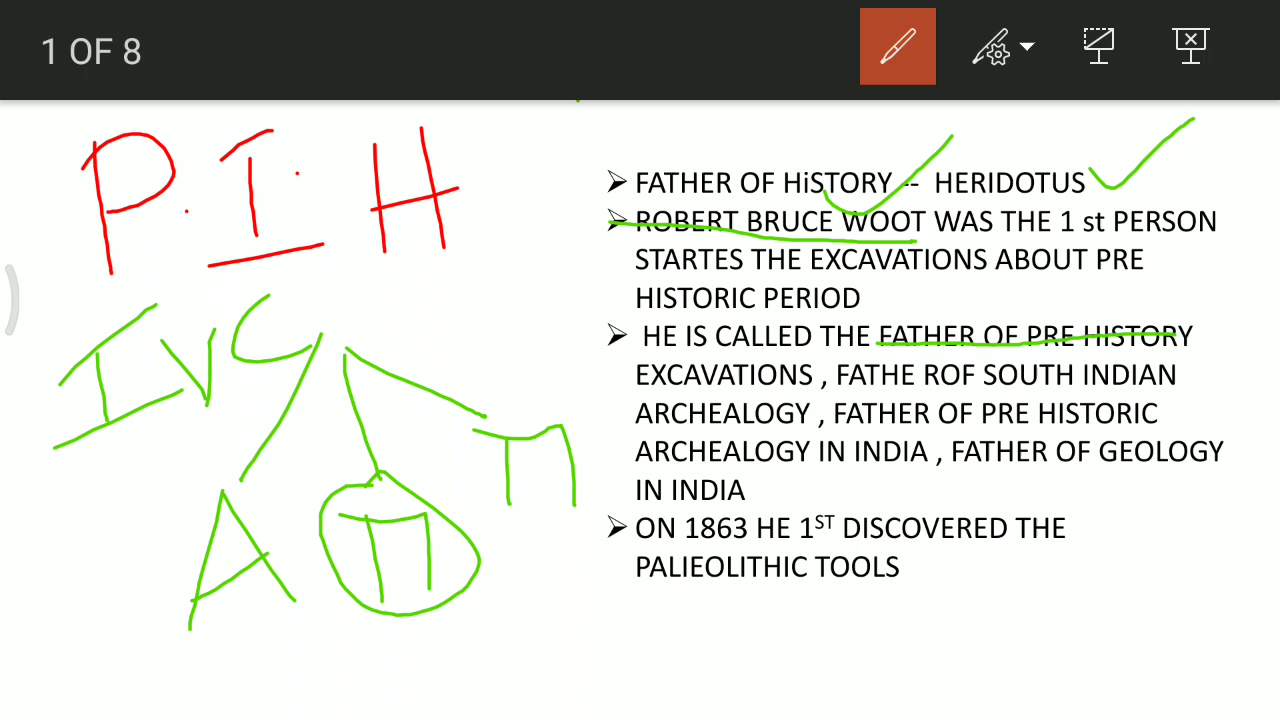 1 OF 8
P. I. H
IVC
A M M
FATHER OF HiSTORY -- HERIDOTUS
ROBERT BRUCE WOOT WAS THE 1 st PERSON
STARTES THE EXCAVATIONS ABOUT PRE
HISTORIC PERIOD
HE IS CALLED THE FATHER OF PRE HISTORY
EXCAVATIONS , FATHE ROF SOUTH INDIAN
ARCHEALOGY , FATHER OF PRE HISTORIC
ARCHEALOGY IN INDIA , FATHER OF GEOLOGY
IN INDIA
ON 1863 HE 1ST DISCOVERED THE
PALIEOLITHIC TOOLS